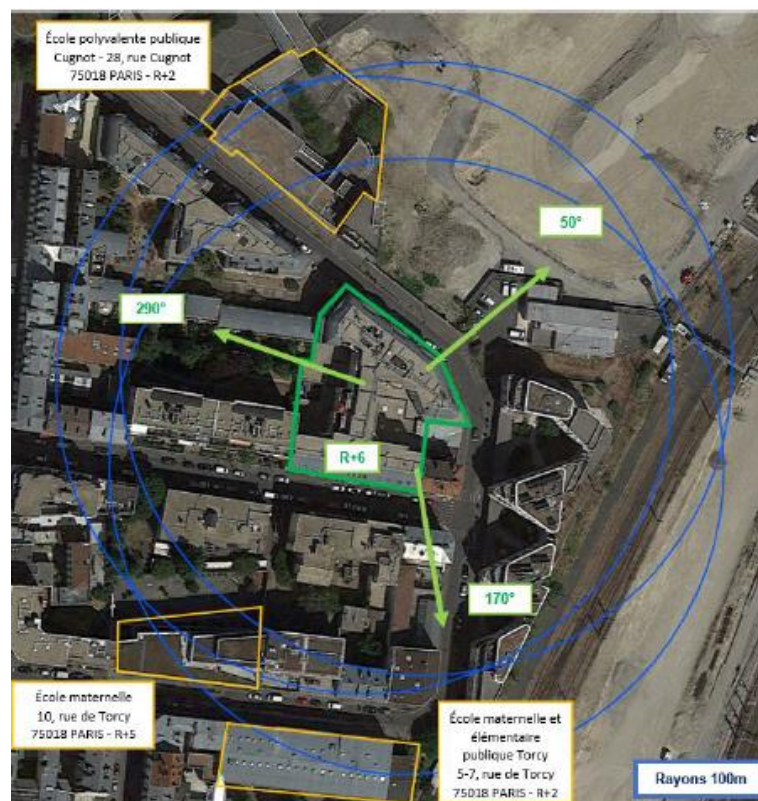 École polyvalente publique
Cugnot - 28, rue Cugnot
75018 PARIS - R+2
50°
290°
R+6
170°
École maternelle
10, rue de Torcy
75018 PARIS - R+5
École maternelle et
élémentaire
publique Torcy
5-7, rue de Torcy
75018 PARIS - R+2
Rayons 100m